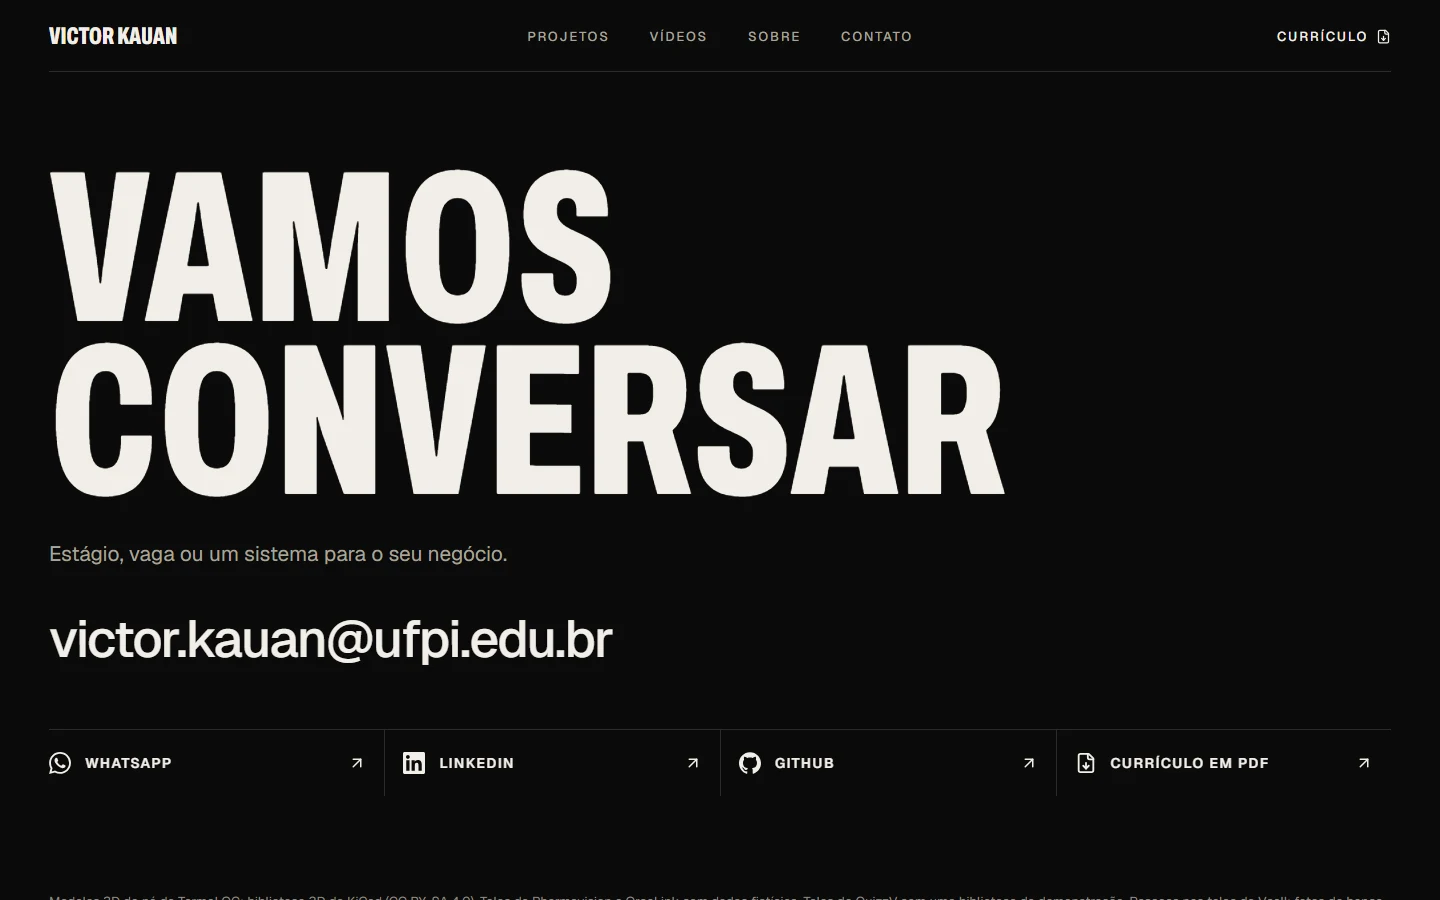 VICTOR KAUAN
PROJETOS VÍDEOS SOBRE CONTATO
CURRÍCULO
VAMOS
CONVERSAR
Estágio, vaga ou um sistema para o seu negócio.
victor.kauan@ufpi.edu.br
WHATSAPP
LINKEDIN
GITHUB
CURRÍCULO EM PDF